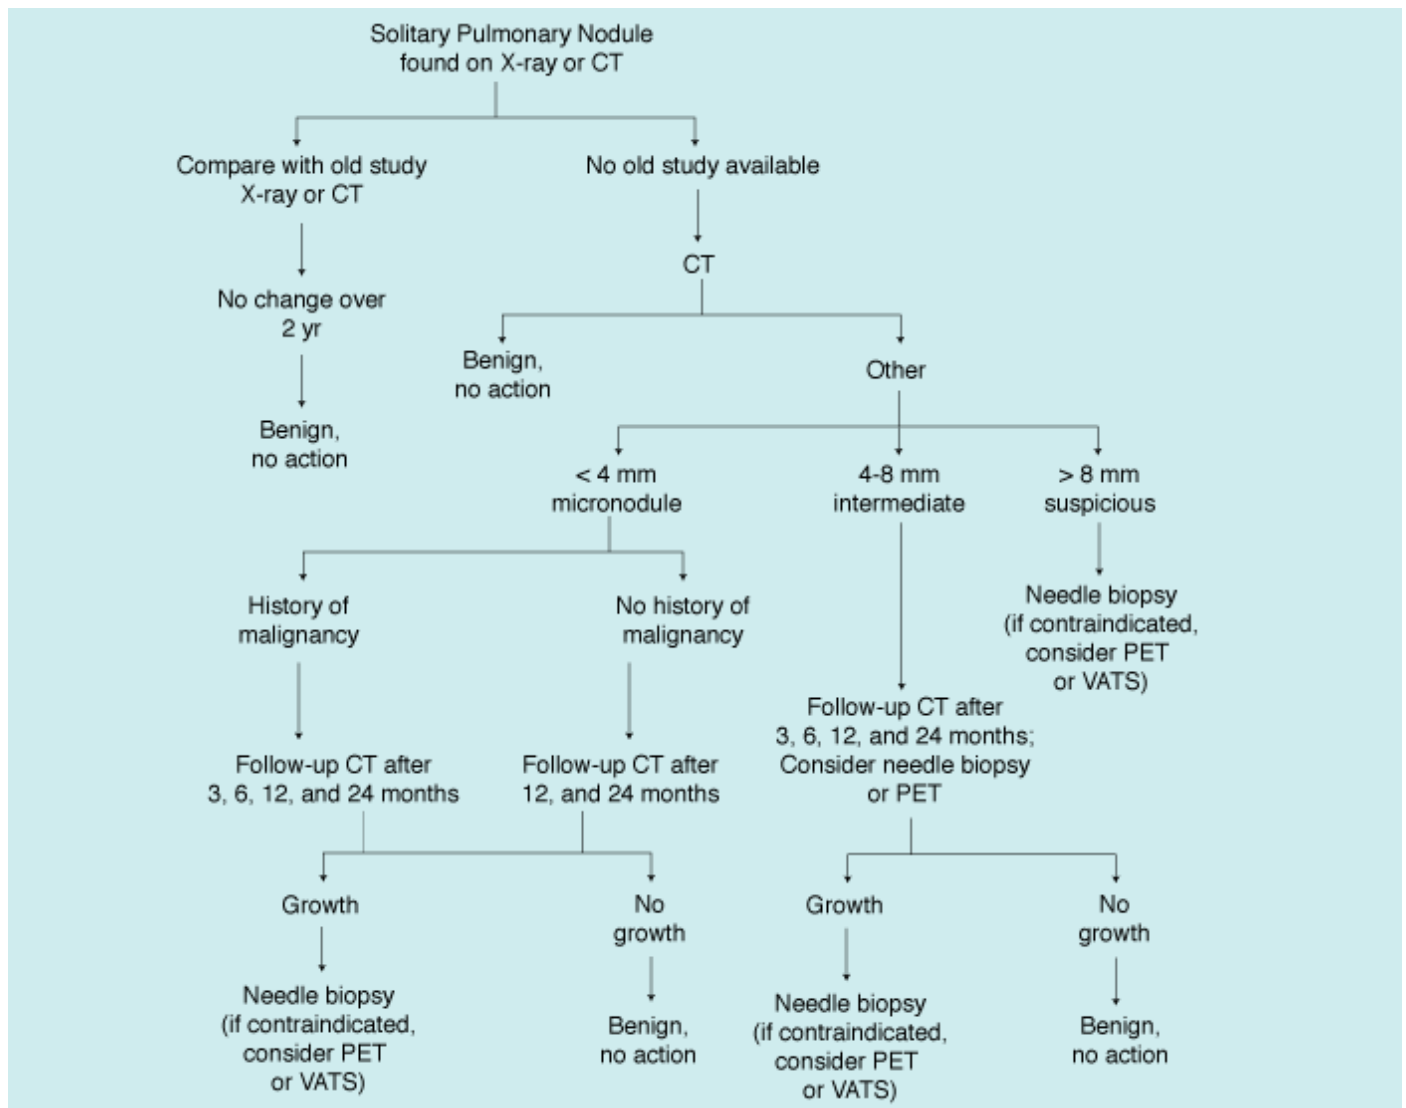 Solitary Pulmonary Nodule
found on X-ray or CT
Compare with old study
X-ray or CT
No old study available
CT
No change over
2 yr
Benign,
no action
Other
Benign,
no action
< 4 mm
micronodule
4-8 mm
intermediate
> 8 mm
suspicious
History of
malignancy
No history of
malignancy
Needle biopsy
(if contraindicated,
consider PET
or VATS)
Follow-up CT after
3, 6, 12, and 24 months;
Consider needle biopsy
or PET
Follow-up CT after
3, 6, 12, and 24 months
Follow-up CT after
12, and 24 months
Growth
No
growth
Growth
No
growth
Needle biopsy
(if contraindicated,
consider PET
or VATS)
Benign,
no action
Needle biopsy
(if contraindicated,
consider PET
or VATS)
Benign,
no action